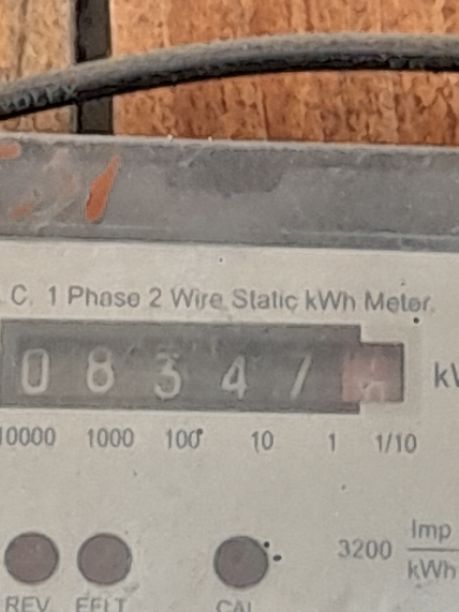 C. 1 Phase 2 Wire Static kWh Meter
0 8 3 4
10000 1000 100 10 1 1/10
Imp
3200
kWh
REV EFLT CAL